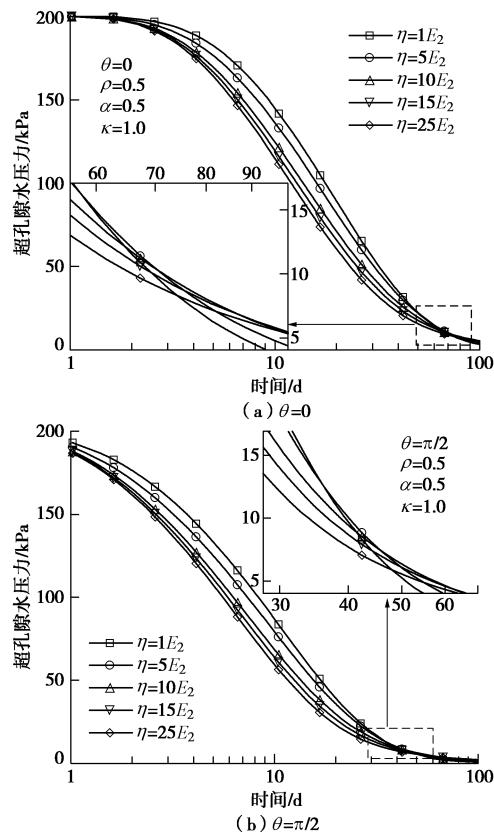 200
150
100
50
0
超孔隙水压力/kPa
θ=0
ρ=0.5
α=0.5
κ=1.0
η=1E₂
η=5E₂
η=10E₂
η=15E₂
η=25E₂
60 70 80 90
15
10
5
1 10 100
时间/d
（a）θ=0
200
150
100
50
0
超孔隙水压力/kPa
15
10
5
30 40 50 60
θ=π/2
ρ=0.5
α=0.5
κ=1.0
η=1E₂
η=5E₂
η=10E₂
η=15E₂
η=25E₂
1 10 100
时间/d
（b）θ=π/2